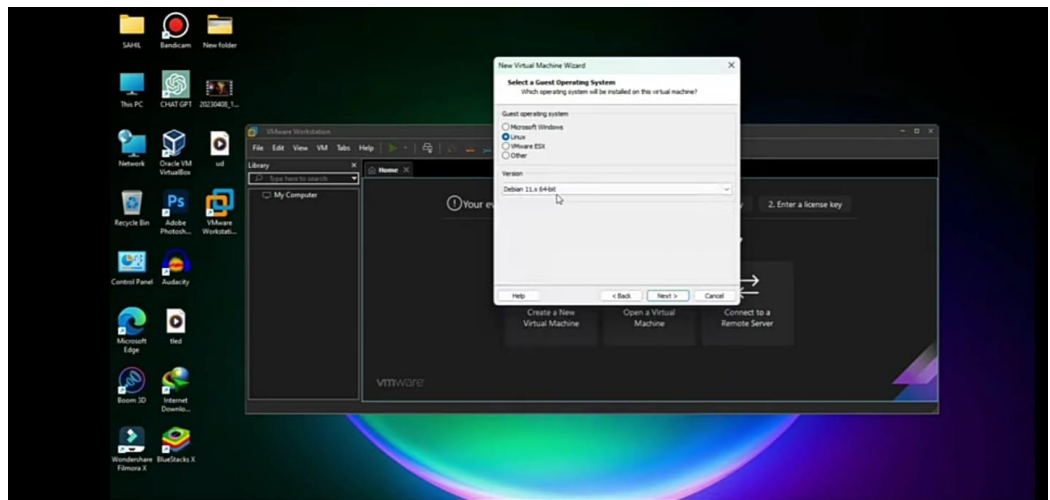 SAHIL
Bandicam
New folder
This PC
CHAT GPT
20230408_1...
Network
Oracle VM
VirtualBox
ud
Recycle Bin
Ps
Adobe
Photosh...
VMware
Workstati...
Control Panel
Audacity
Microsoft
Edge
tled
Boom 3D
Internet
Downlo...
Wondershare
Filmora X
BlueStacks X
VMware Workstation
File Edit View VM Tabs Help
Library
Type here to search
My Computer
Home
Your ev
2. Enter a license key
Create a New
Virtual Machine
Open a Virtual
Machine
Connect to a
Remote Server
vmware
New Virtual Machine Wizard
Select a Guest Operating System
Which operating system will be installed on this virtual machine?
Guest operating system
Microsoft Windows
Linux
VMware ESX
Other
Version
Debian 11.x 64-bit
Help
< Back
Next >
Cancel